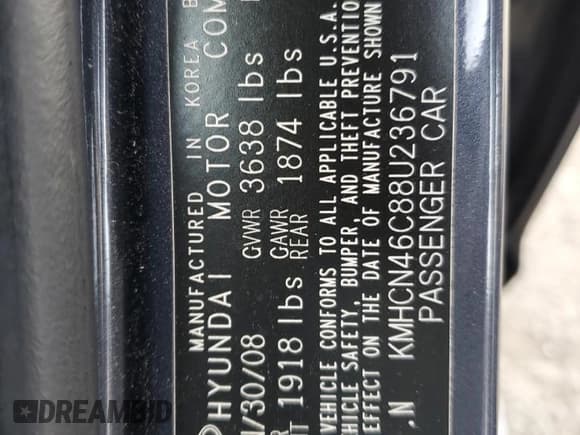 MANUFACTURED IN KOREA B
HYUNDAI MOTOR COM
/30/08 GVWR 3638 lbs
GAWR
1918 lbs REAR 1874 lbs
VEHICLE CONFORMS TO ALL APPLICABLE U.S.A.
HICLE SAFETY, BUMPER, AND THEFT PREVENTIO
EFFECT ON THE DATE OF MANUFACTURE SHOWN
.N KMHCN46C88U236791
PASSENGER CAR
DREAMBID